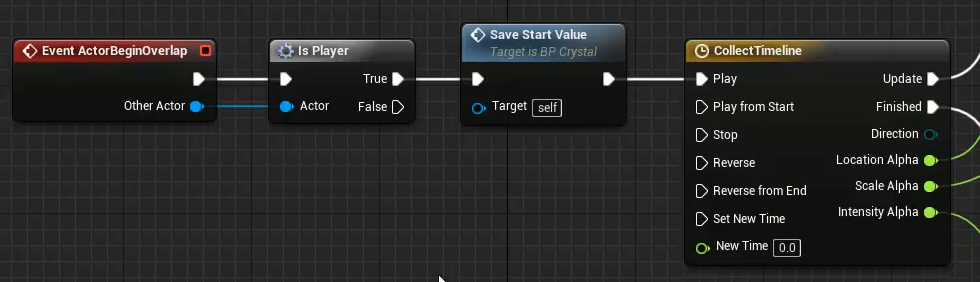 Event ActorBeginOverlap
Other Actor
Is Player
True
Actor
False
Save Start Value
Target is BP Crystal
Target self
CollectTimeline
Play
Update
Play from Start
Finished
Stop
Direction
Reverse
Location Alpha
Reverse from End
Scale Alpha
Set New Time
Intensity Alpha
New Time 0.0